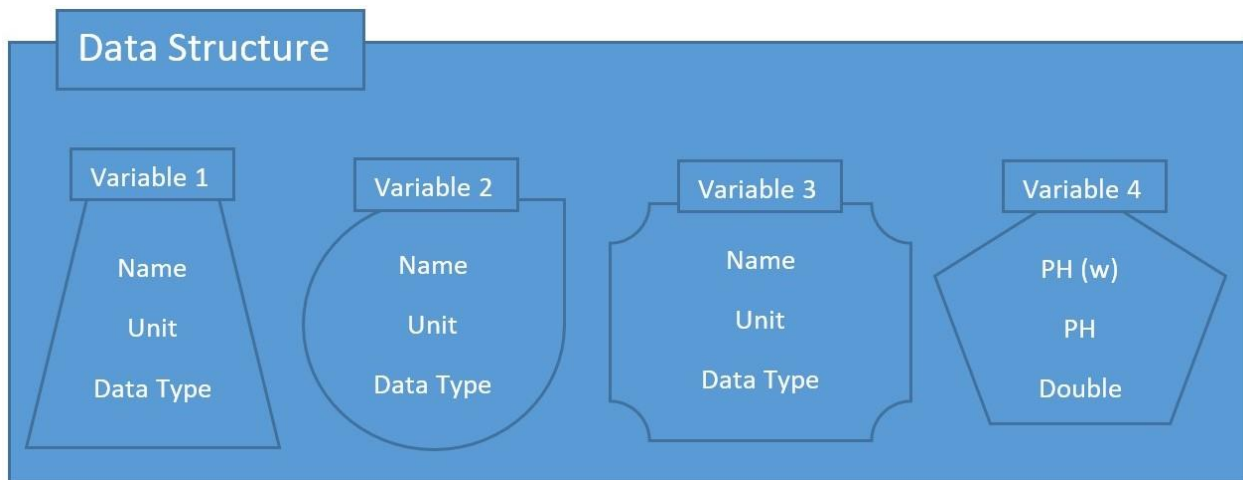 Data Structure
Variable 1
Name
Unit
Data Type
Variable 2
Name
Unit
Data Type
Variable 3
Name
Unit
Data Type
Variable 4
PH (w)
PH
Double